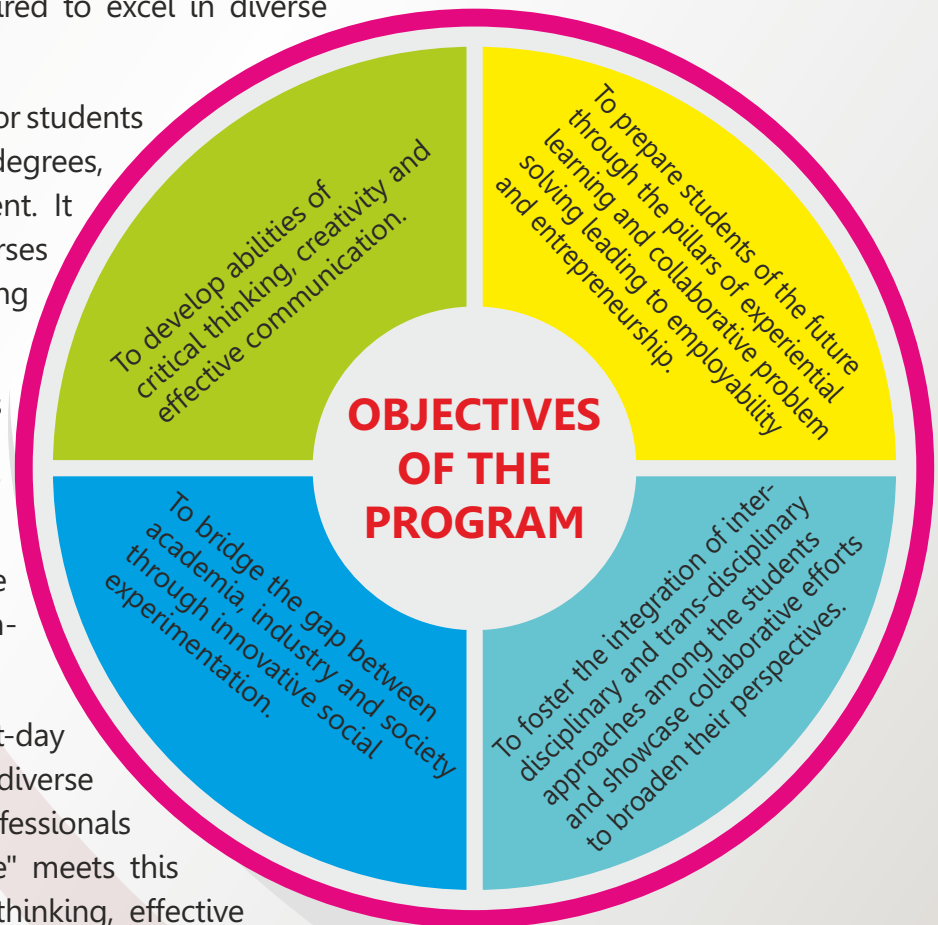 ired to excel in diverse
or students
degrees,
ent. It
rses
ng
s
e
n-
t-day
diverse
fessionals
e" meets this
thinking, effective
To develop abilities of
critical thinking, creativity and
effective communication.
To prepare students of the future
through the pillars of experiential
learning and collaborative problem
solving leading to employability
and entrepreneurship.
OBJECTIVES
OF THE
PROGRAM
To bridge the gap between
academia, industry and society
through innovative social
experimentation.
To foster the integration of inter-
disciplinary and trans-disciplinary
approaches among the students
and showcase collaborative efforts
to broaden their perspectives.